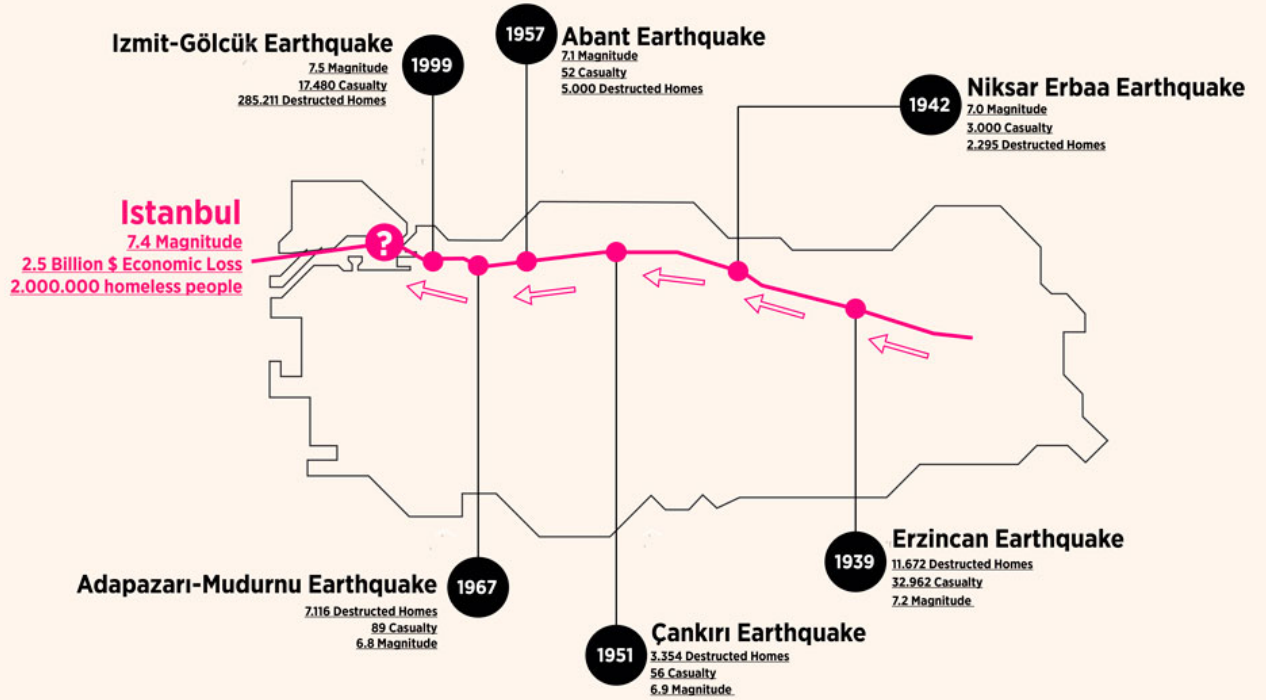 1999
Izmit-Gölcük Earthquake
7.5 Magnitude
17.480 Casualty
285.211 Destructed Homes
1957
Abant Earthquake
7.1 Magnitude
52 Casualty
5.000 Destructed Homes
1942
Niksar Erbaa Earthquake
7.0 Magnitude
3.000 Casualty
2.295 Destructed Homes
Istanbul
7.4 Magnitude
2.5 Billion $ Economic Loss
2.000.000 homeless people
?
Adapazarı-Mudurnu Earthquake
7.116 Destructed Homes
89 Casualty
6.8 Magnitude
1967
1951
Çankırı Earthquake
3.354 Destructed Homes
56 Casualty
6.9 Magnitude
1939
Erzincan Earthquake
11.672 Destructed Homes
32.962 Casualty
7.2 Magnitude